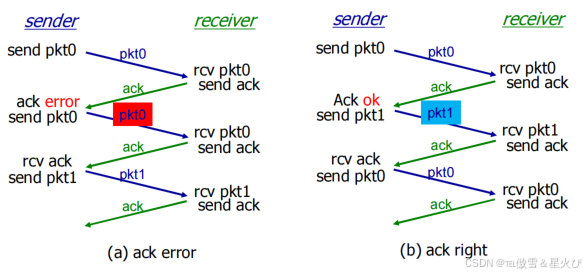 sender
receiver
send pkt0
pkt0
rcv pkt0
send ack
ack
ack error
send pkt0
pkt0
rcv pkt0
send ack
ack
rcv ack
send pkt1
pkt1
rcv pkt1
send ack
ack
(a) ack error
sender
receiver
send pkt0
pkt0
rcv pkt0
send ack
ack
Ack ok
send pkt1
pkt1
rcv pkt1
send ack
ack
rcv ack
send pkt0
pkt0
rcv pkt0
send ack
ack
(b) ack right
CSDN @ται傲雪&星火び